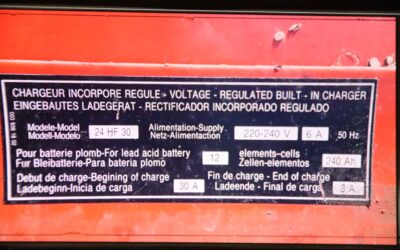 CHARGEUR INCORPORE REGULE - VOLTAGE - REGULATED BUILT - IN CHARGER
EINGEBAUTES LADEGERAT - RECTIFICADOR INCORPORADO REGULADO
Modele-Model
Modell-Modelo
24 HF 30
Alimentation-Supply
Netz-Alimentaction
220-240 V
6 A
50 Hz
Pour batterie plomb-For lead acid battery
Fur Bleibatterie-Para bateria plomo
12
elements-cells
Zellen-elementos
240 Ah
Debut de charge-Begining of charge
Ladebeginn-Inicia de carga
30 A
Fin de charge - End of charge
Ladeende - Final de carga
3 A